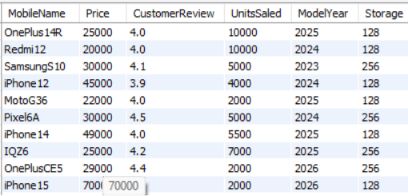 MobileName Price CustomerReview UnitsSaled ModelYear Storage
OnePlus14R 25000 4.0 10000 2025 128
Redmi12 20000 4.0 10000 2024 128
SamsungS10 30000 4.1 5000 2023 256
iPhone12 45000 3.9 4000 2024 128
MotoG36 22000 4.0 2000 2025 128
Pixel6A 30000 4.5 5000 2024 256
iPhone14 49000 4.0 5500 2025 128
IQZ6 25000 4.2 7000 2025 256
OnePlusCE5 29000 4.4 2000 2026 256
iPhone15 700 70000 2000 2026 128